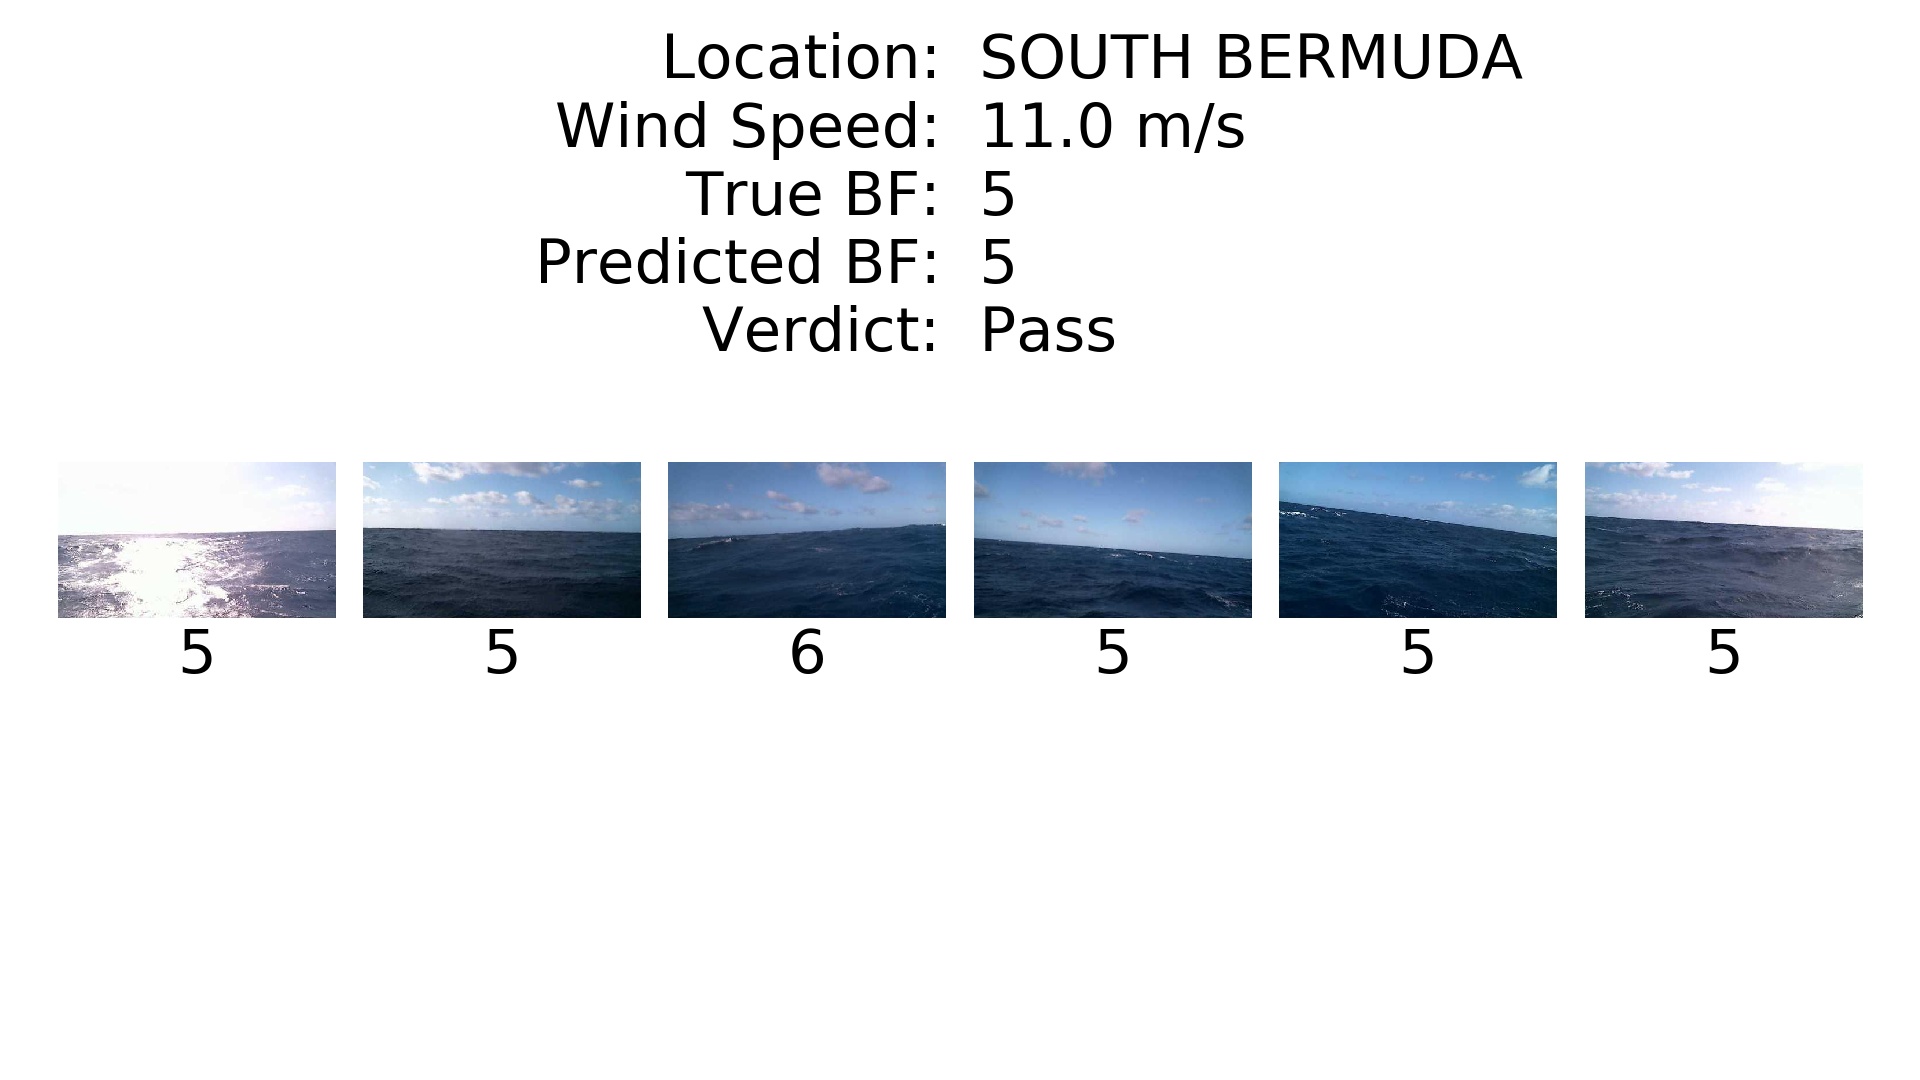 Location: SOUTH BERMUDA
Wind Speed: 11.0 m/s
True BF: 5
Predicted BF: 5
Verdict: Pass
5 5 6 5 5 5